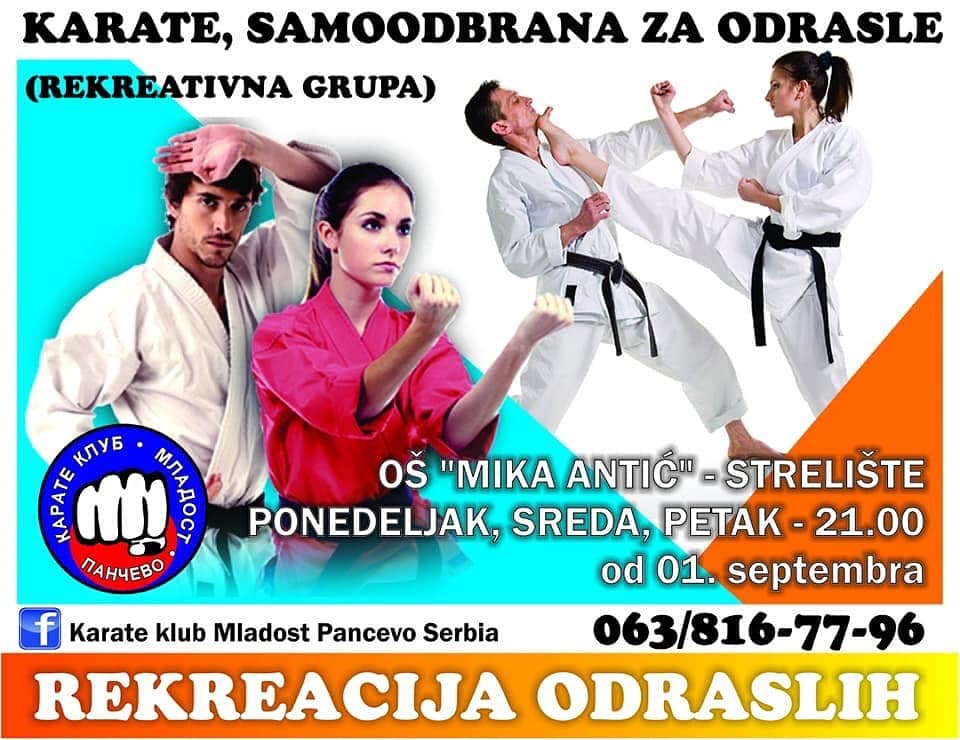 KARATE, SAMOODBRANA ZA ODRASLE
(REKREATIVNA GRUPA)
КАРАТЕ КЛУБ • МЛАДОСТ •
ПАНЧЕВО
OŠ "MIKA ANTIĆ" - STRELIŠTE
PONEDELJAK, SREDA, PETAK - 21.00
od 01. septembra
f Karate klub Mladost Pancevo Serbia
063/816-77-96
REKREACIJA ODRASLIH